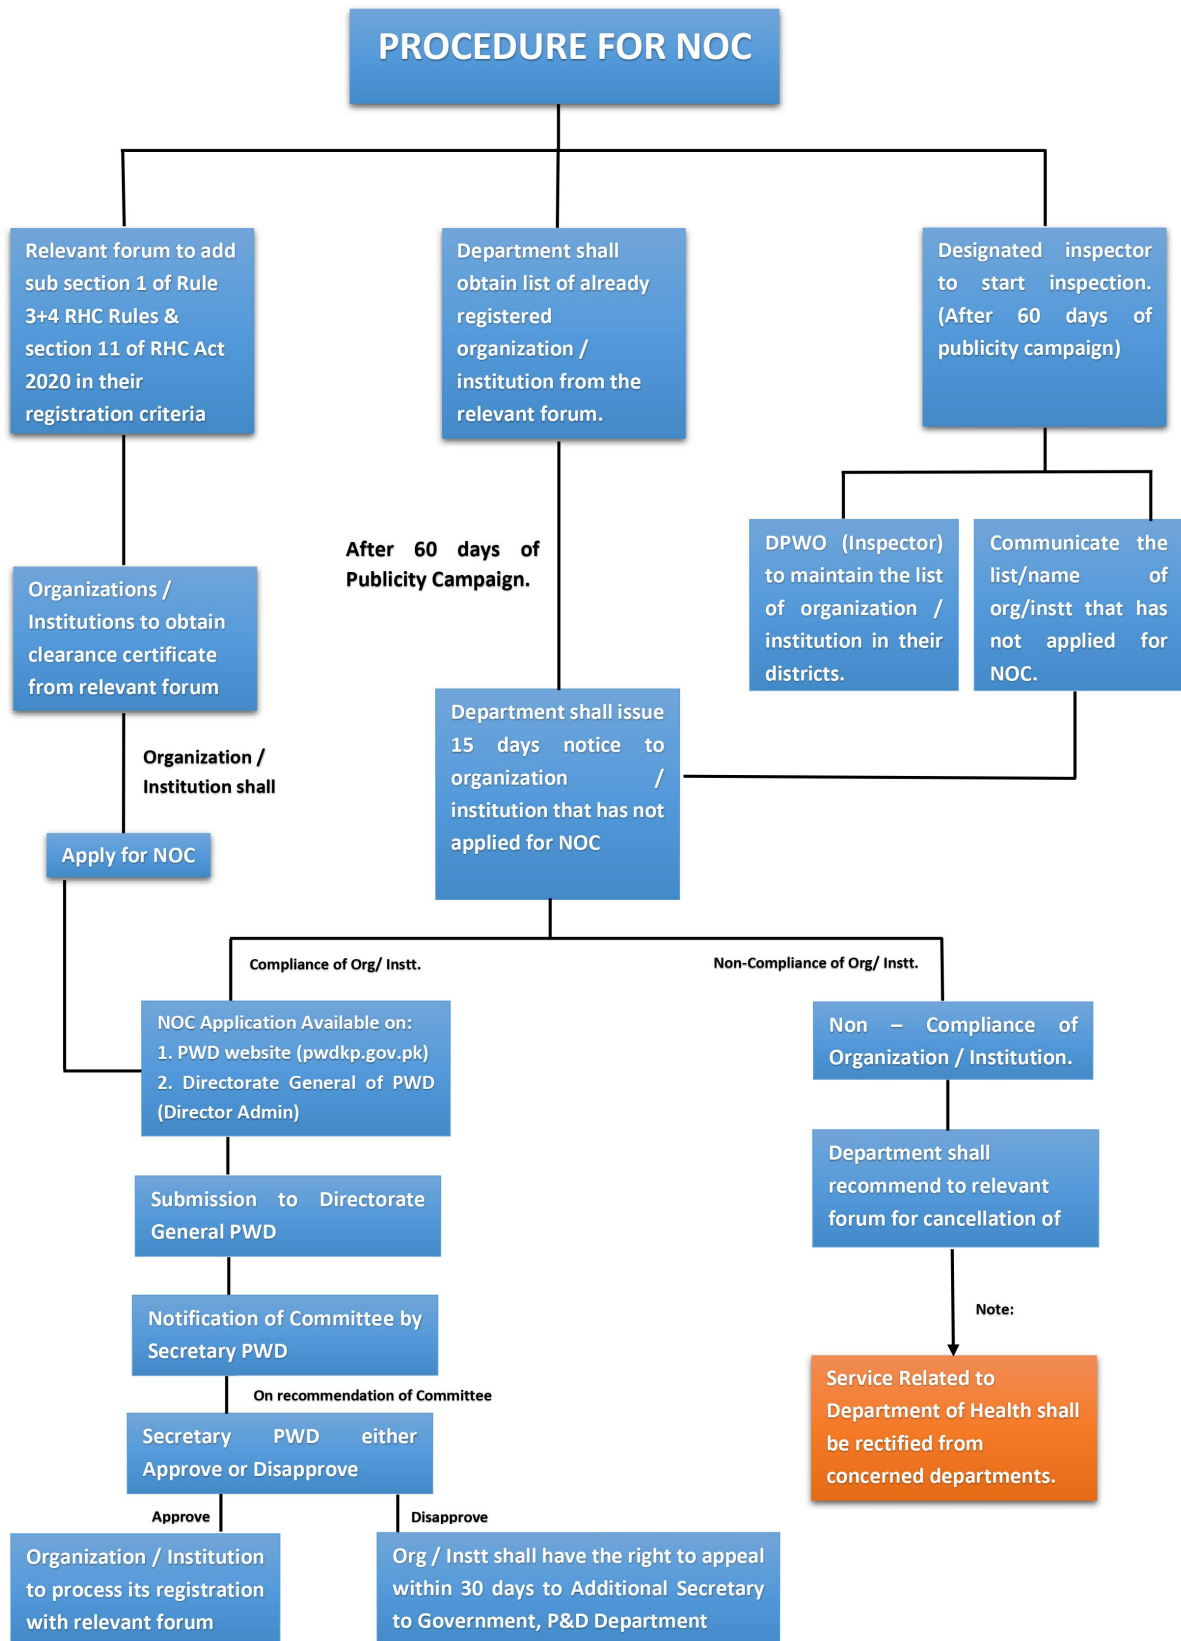 PROCEDURE FOR NOC
Relevant forum to add
sub section 1 of Rule
3+4 RHC Rules &
section 11 of RHC Act
2020 in their
registration criteria
Department shall
obtain list of already
registered
organization /
institution from the
relevant forum.
Designated inspector
to start inspection.
(After 60 days of
publicity campaign)
After 60 days of
Publicity Campaign.
DPWO (Inspector)
to maintain the list
of organization /
institution in their
districts.
Communicate the
list/name of
org/instt that has
not applied for
NOC.
Organizations /
Institutions to obtain
clearance certificate
from relevant forum
Organization /
Institution shall
Apply for NOC
Department shall issue
15 days notice to
organization /
institution that has not
applied for NOC
Compliance of Org/ Instt.
Non-Compliance of Org/ Instt.
NOC Application Available on:
1. PWD website (pwdkp.gov.pk)
2. Directorate General of PWD
(Director Admin)
Non – Compliance of
Organization / Institution.
Submission to Directorate
General PWD
Department shall
recommend to relevant
forum for cancellation of
Notification of Committee by
Secretary PWD
Note:
On recommendation of Committee
Service Related to
Department of Health shall
be rectified from
concerned departments.
Secretary PWD either
Approve or Disapprove
Approve
Disapprove
Organization / Institution
to process its registration
with relevant forum
Org / Instt shall have the right to appeal
within 30 days to Additional Secretary
to Government, P&D Department